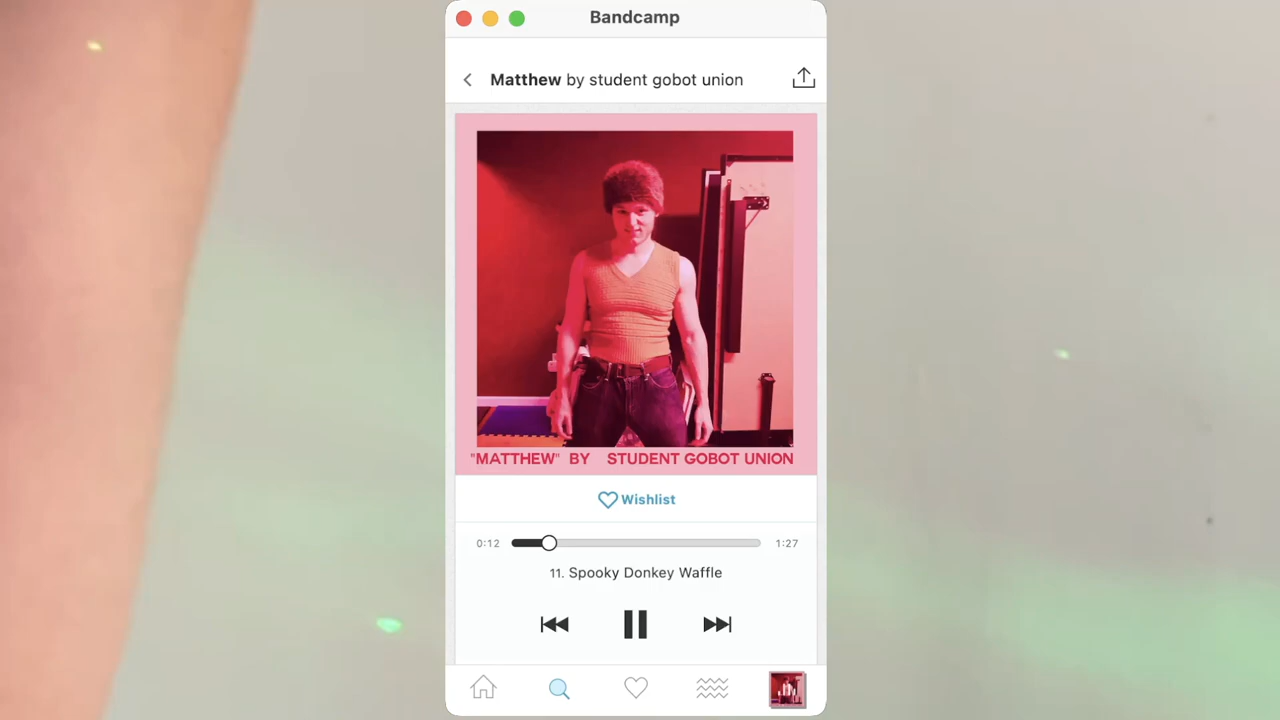 Bandcamp
Matthew by student gobot union
"MATTHEW" BY STUDENT GOBOT UNION
Wishlist
0:12
1:27
11. Spooky Donkey Waffle